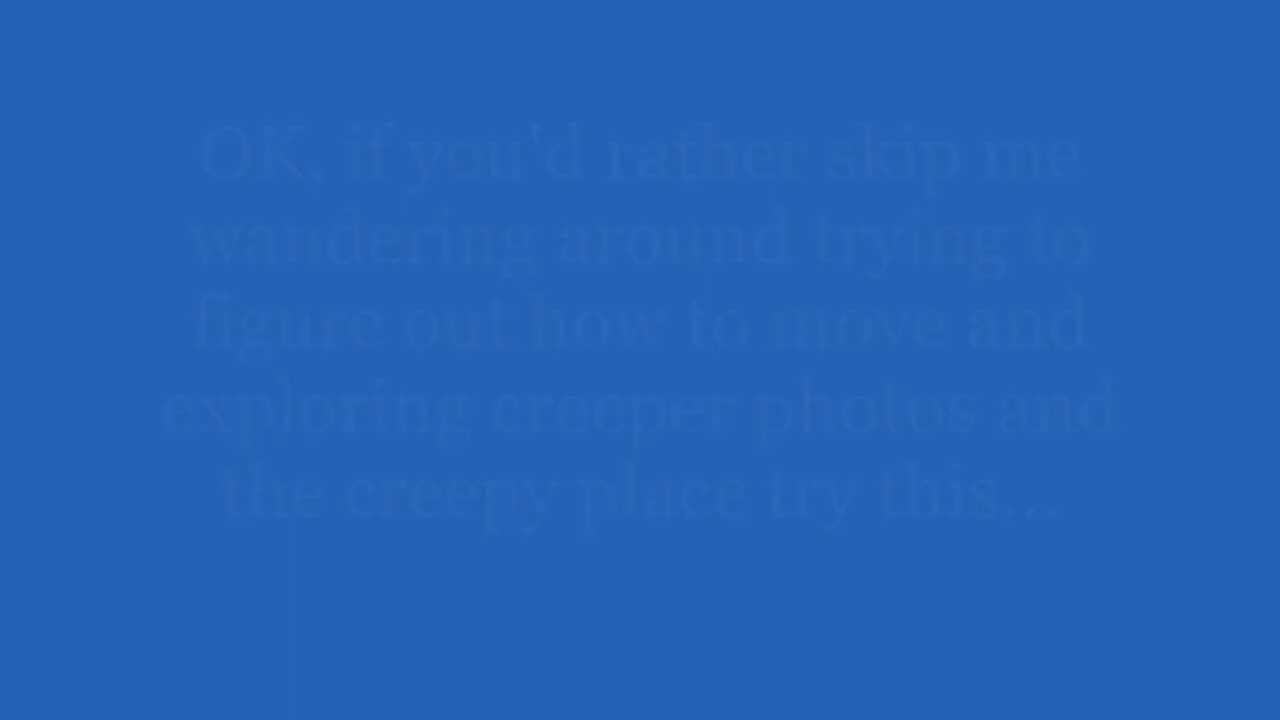 OK, if you'd rather skip me
wandering around trying to
figure out how to move and
exploring creeper photos and
the creepy place try this...